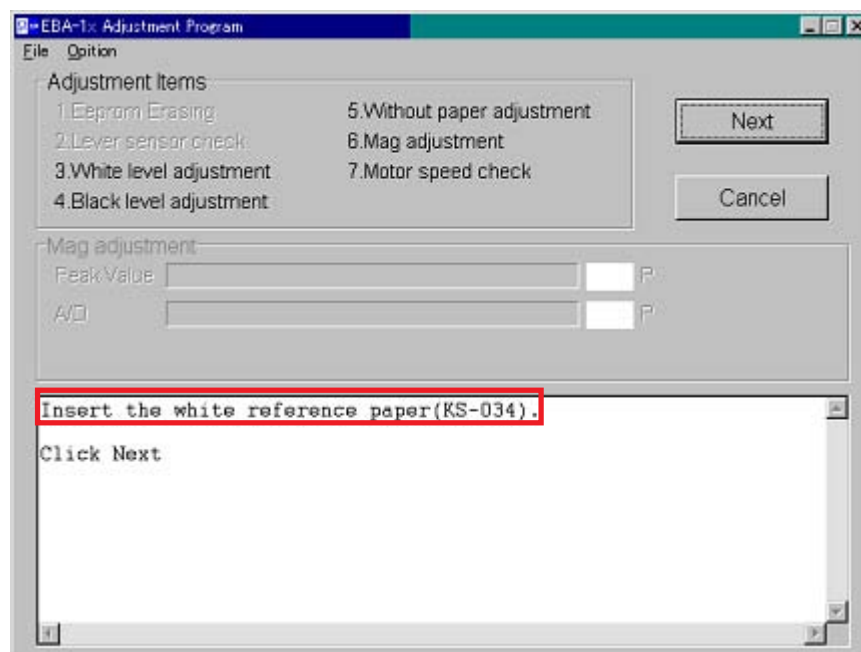 EBA-1x Adjustment Program
File Opition
Adjustment Items
1.Eeprom Erasing
2.Lever sensor check
3.White level adjustment
4.Black level adjustment
5.Without paper adjustment
6.Mag adjustment
7.Motor speed check
Next
Cancel
Mag adjustment
Peak Value P
A/D P
Insert the white reference paper(KS-034).
Click Next